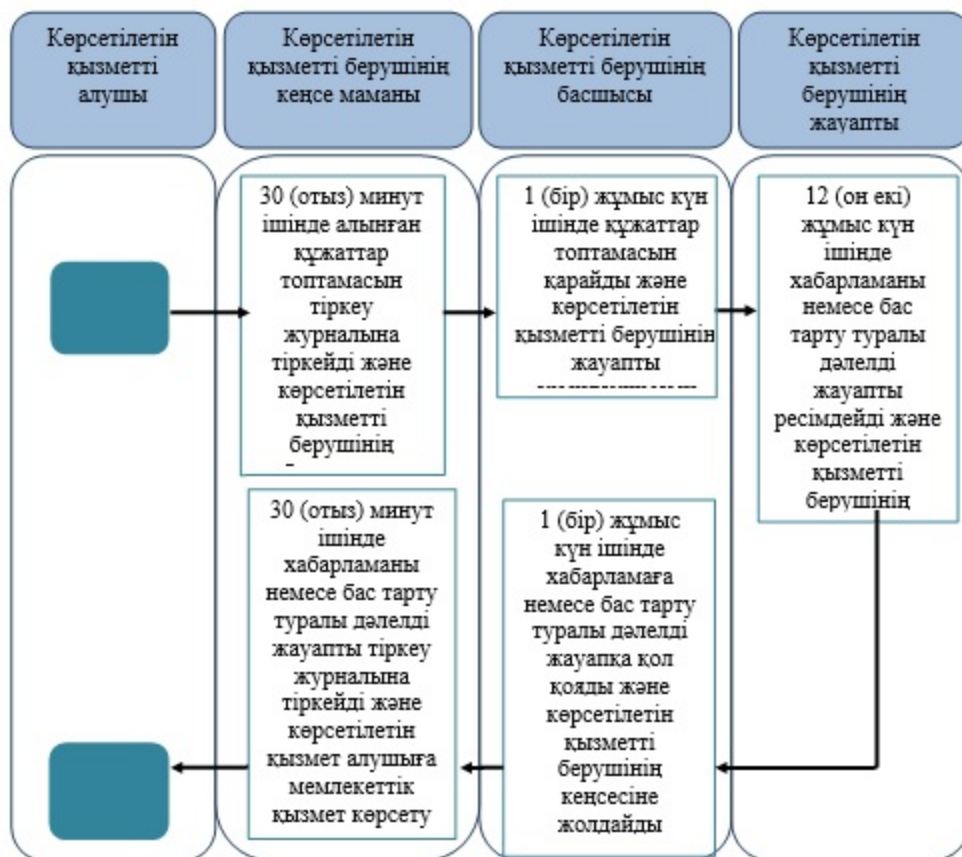 Көрсетілетін
қызметті
алушы
Көрсетілетін
қызметті берушінің
кеңсе маманы
Көрсетілетін
қызметті берушінің
басшысы
Көрсетілетін
қызметті
берушінің
жауапты
30 (отыз) минут
ішінде алынған
құжаттар
топтамасын
тіркеу
журналына
тіркейді және
көрсетілетін
қызметті
берушінің
1 (бір) жұмыс күн
ішінде құжаттар
топтамасын
қарайды және
көрсетілетін
қызметті берушінің
жауапты
12 (он екі)
жұмыс күн
ішінде
хабарламаны
немесе бас
тарту туралы
дәлелді
жауапты
ресімдейді және
көрсетілетін
қызметті
берушінің
30 (отыз) минут
ішінде
хабарламаны
немесе бас тарту
туралы дәлелді
жауапты тіркеу
журналына
тіркейді және
көрсетілетін
қызмет алушыға
мемлекеттік
қызмет көрсету
1 (бір) жұмыс
күн ішінде
хабарламаға
немесе бас тарту
туралы дәлелді
жауапқа қол
қояды және
көрсетілетін
қызметті
берушінің
кеңсесіне
жолдайды